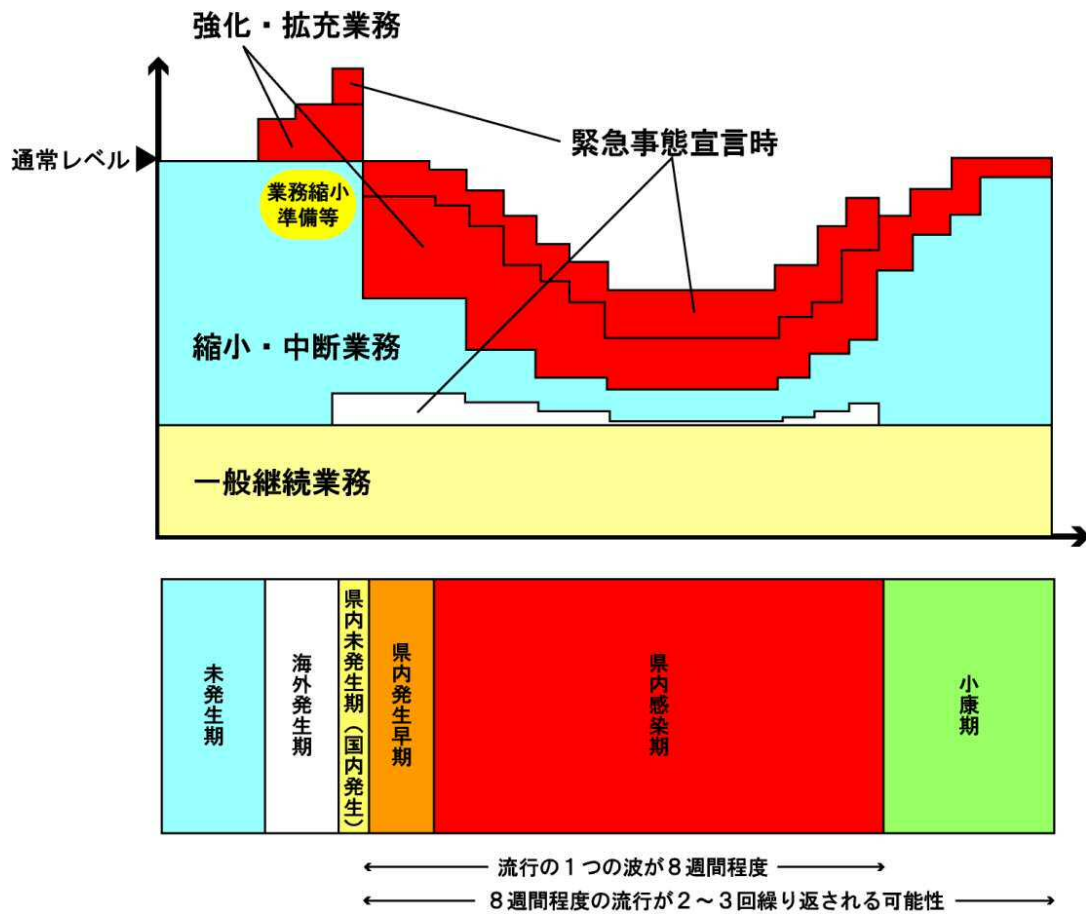 強化・拡充業務
緊急事態宣言時
通常レベル
業務縮小
準備等
縮小・中断業務
一般継続業務
未発生期
海外発生期
県内未発生期（国内発生）
県内発生早期
県内感染期
小康期
流行の１つの波が８週間程度
８週間程度の流行が２～３回繰り返される可能性